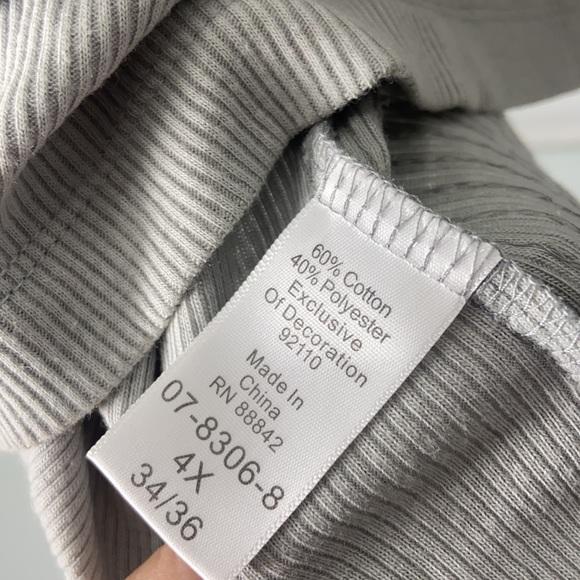 60% Cotton
40% Polyester
Exclusive
Of Decoration
92110
Made In
China
RN 88842
07-8306-8
4X
34/36